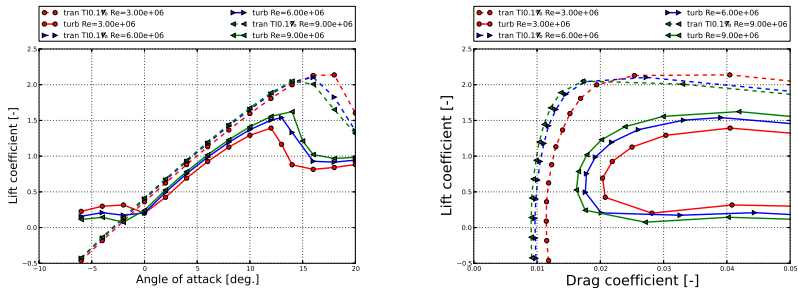 tran TI0.1% Re=3.00e+06
turb Re=3.00e+06
tran TI0.1% Re=6.00e+06
turb Re=6.00e+06
tran TI0.1% Re=9.00e+06
turb Re=9.00e+06
2.5
2.0
1.5
1.0
0.5
0.0
−0.5
Lift coefficient [-]
−10 −5 0 5 10 15 20
Angle of attack [deg.]
tran TI0.1% Re=3.00e+06
turb Re=3.00e+06
tran TI0.1% Re=6.00e+06
turb Re=6.00e+06
tran TI0.1% Re=9.00e+06
turb Re=9.00e+06
2.5
2.0
1.5
1.0
0.5
0.0
−0.5
Lift coefficient [-]
0.00 0.01 0.02 0.03 0.04 0.05
Drag coefficient [-]